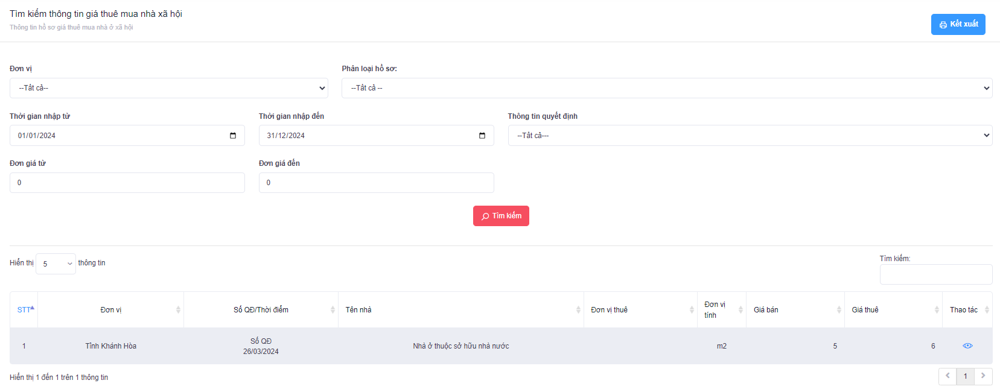 Tìm kiếm thông tin giá thuê mua nhà xã hội
Thông tin hồ sơ giá thuê mua nhà ở xã hội
Kết xuất
Đơn vị
Phân loại hồ sơ:
--Tất cả--
--Tất cả --
Thời gian nhập từ
Thời gian nhập đến
Thông tin quyết định
01/01/2024
31/12/2024
--Tất cả---
Đơn giá từ
Đơn giá đến
0
0
Tìm kiếm
Hiển thị 5 thông tin
Tìm kiếm:
STT Đơn vị Số QĐ/Thời điểm Tên nhà Đơn vị thuê Đơn vị tính Giá bán Giá thuê Thao tác
1 Tỉnh Khánh Hòa Số QĐ 26/03/2024 Nhà ở thuộc sở hữu nhà nước m2 5 6
Hiển thị 1 đến 1 trên 1 thông tin
1